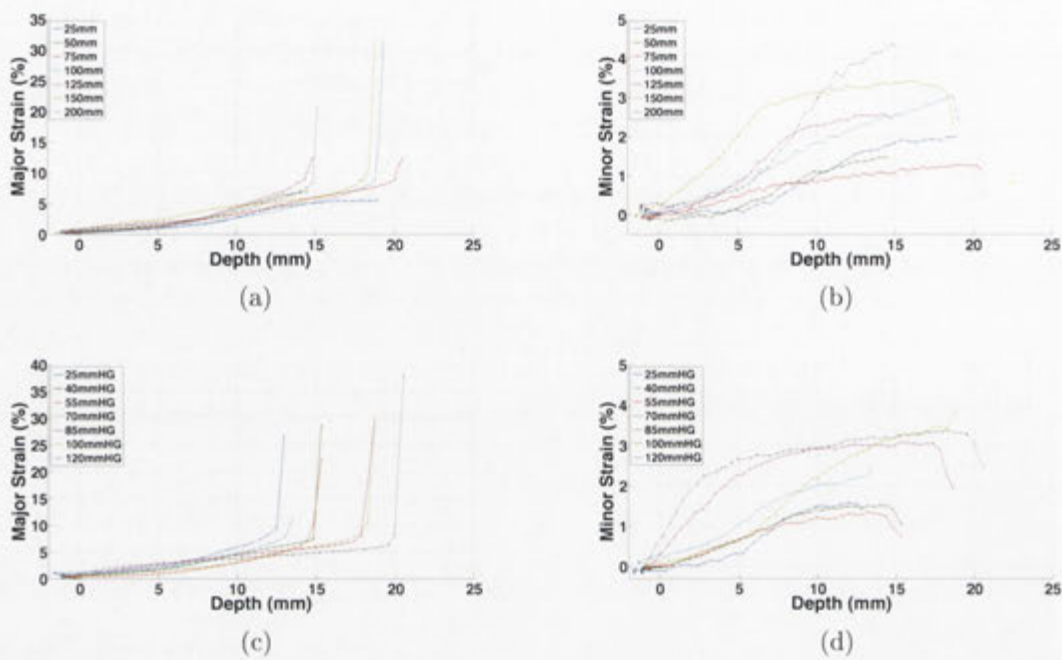 35
30
25
20
15
10
5
0
Major Strain (%)
25mm
50mm
75mm
100mm
125mm
150mm
200mm
0 5 10 15 20 25
Depth (mm)
(a)
5
4
3
2
1
0
Minor Strain (%)
25mm
50mm
75mm
100mm
125mm
150mm
200mm
0 5 10 15 20 25
Depth (mm)
(b)
40
35
30
25
20
15
10
5
0
Major Strain (%)
25mmHG
40mmHG
55mmHG
70mmHG
85mmHG
100mmHG
120mmHG
0 5 10 15 20 25
Depth (mm)
(c)
5
4
3
2
1
0
Minor Strain (%)
25mmHG
40mmHG
55mmHG
70mmHG
85mmHG
100mmHG
120mmHG
0 5 10 15 20 25
Depth (mm)
(d)